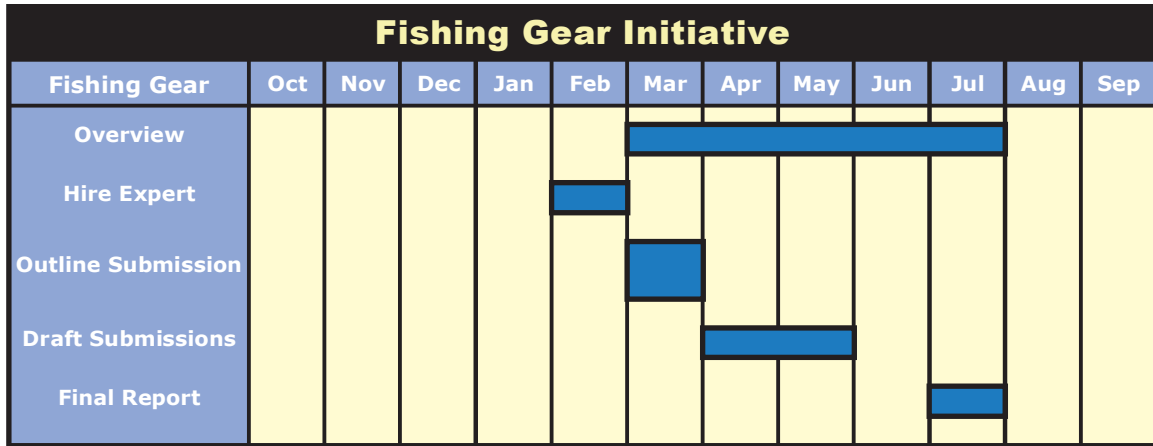 Fishing Gear Initiative
Fishing Gear Oct Nov Dec Jan Feb Mar Apr May Jun Jul Aug Sep
Overview
Hire Expert
Outline Submission
Draft Submissions
Final Report